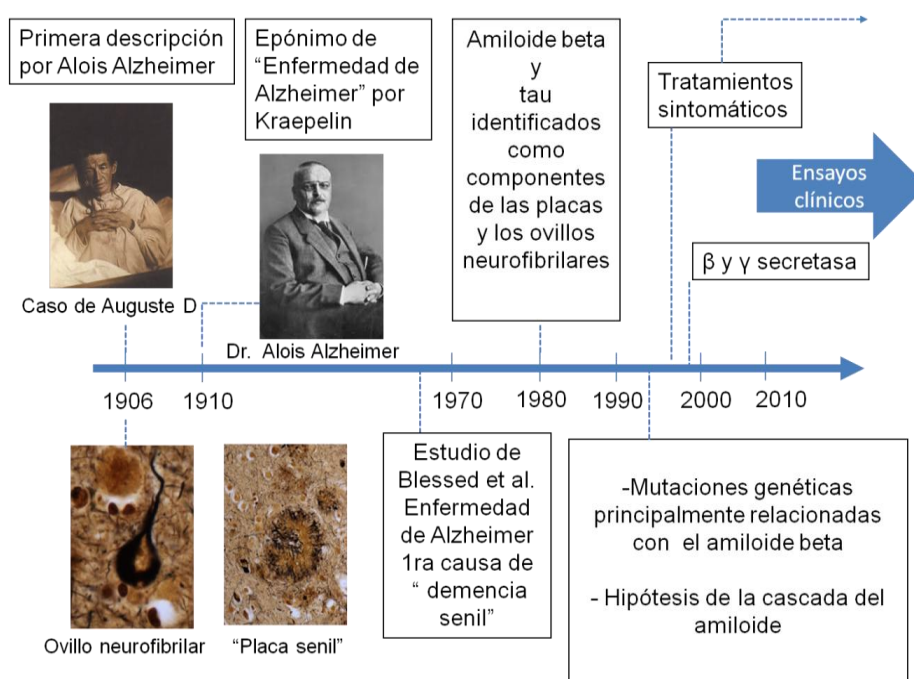 Primera descripción
por Alois Alzheimer
Epónimo de
“Enfermedad de
Alzheimer” por
Kraepelin
Amiloide beta
y
tau
identificados
como
componentes
de las placas
y los ovillos
neurofibrilares
Tratamientos
sintomáticos
Ensayos
clínicos
β y γ secretasa
Caso de Auguste D
Dr. Alois Alzheimer
1906
1910
1970
1980
1990
2000
2010
Ovillo neurofibrilar
“Placa senil”
Estudio de
Blessed et al.
Enfermedad
de Alzheimer
1ra causa de
“ demencia
senil”
-Mutaciones genéticas
principalmente relacionadas
con el amiloide beta
- Hipótesis de la cascada del
amiloide